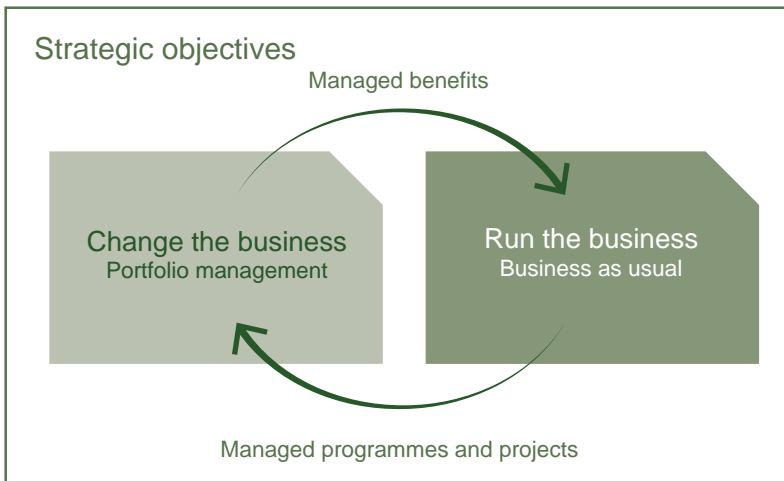 Strategic objectives
Managed benefits
Change the business
Portfolio management
Run the business
Business as usual
Managed programmes and projects